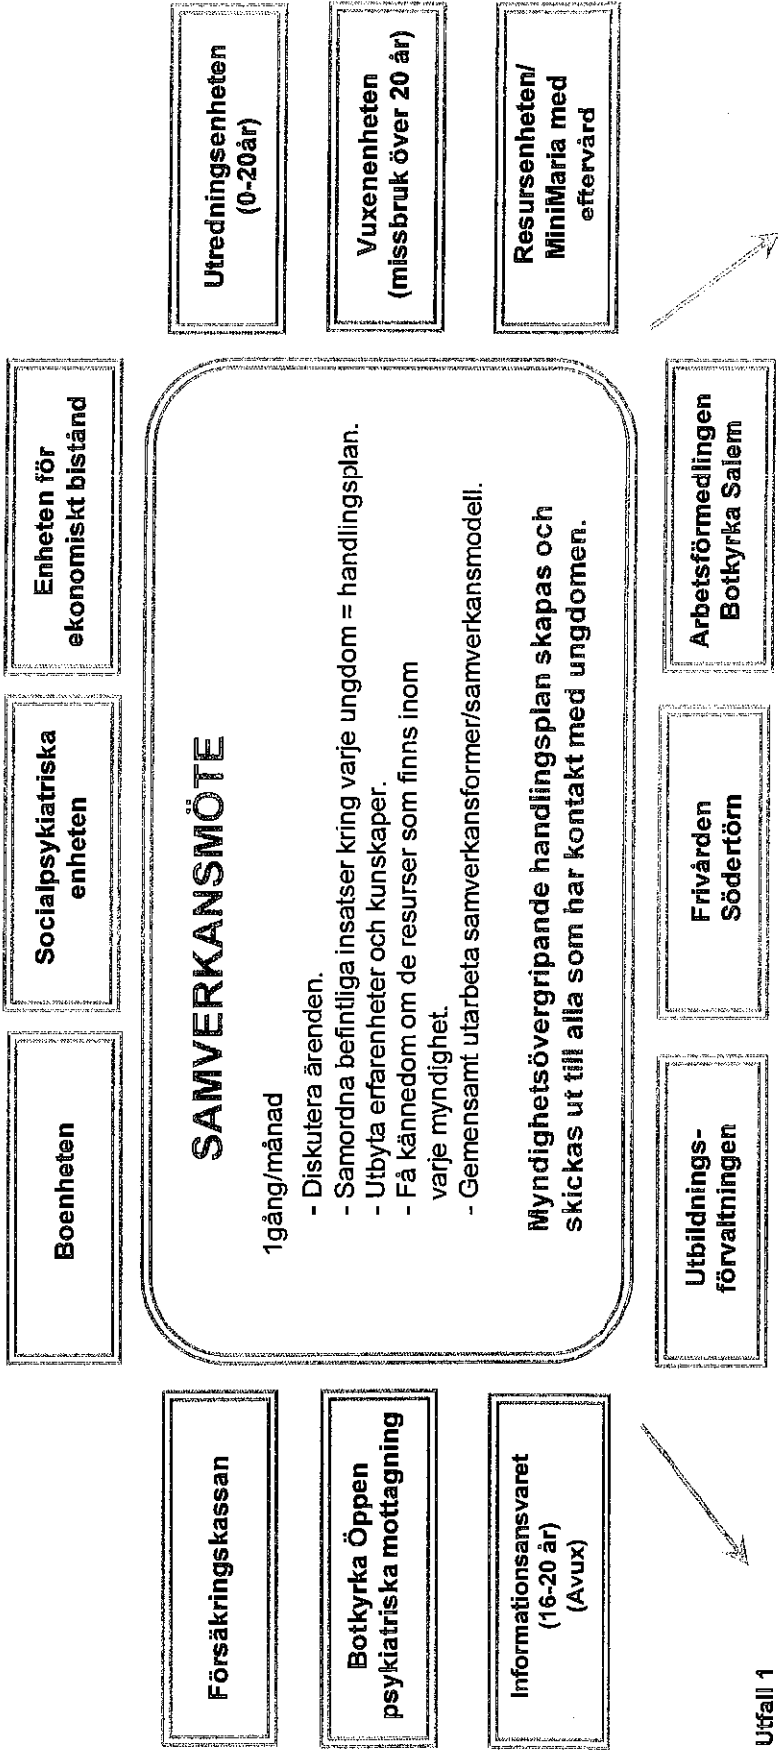 Boenheten
Socialpsykiatriska
enheten
Enheten för
ekonomiskt bistånd
Försäkringskassan
Botkyrka Öppen
psykiatriska mottagning
Informationsansvaret
(16-20 år)
(Avux)
SAMVERKANSMÖTE
1gång/månad
- Diskutera ärenden.
- Samordna befintliga insatser kring varje ungdom = handlingsplan.
- Utbyta erfarenheter och kunskaper.
- Få kännedom om de resurser som finns inom
varje myndighet.
- Gemensamt utarbeta samverkansformer/samverkansmodell.
Myndighetsövergripande handlingsplan skapas och
skickas ut till alla som har kontakt med ungdomen.
Utredningsenheten
(0-20år)
Vuxenenheten
(missbruk över 20 år)
Resursenheten/
MiniMaria med
eftervård
Utbildnings-
förvaltningen
Frivården
Södertörn
Arbetsförmedlingen
Botkyrka Salem
Utfall 1